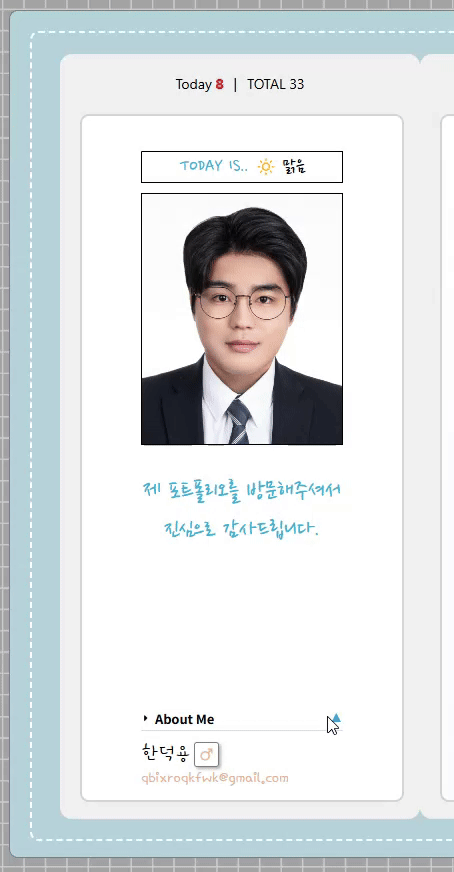 Today 8 | TOTAL 33
TODAY IS.. 맑음
제 포트폴리오를 방문해주셔서
진심으로 감사드립니다.
About Me
한덕용
qbixroqkfwk@gmail.com